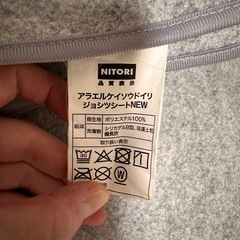 NITORI
品質表示
アラエルケイソウドイリ
ジョシツシートNEW
組成
側生地 ポリエステル100%
充填物 シリカゲルB型、珪藻土粒
備長炭
取り扱い表示